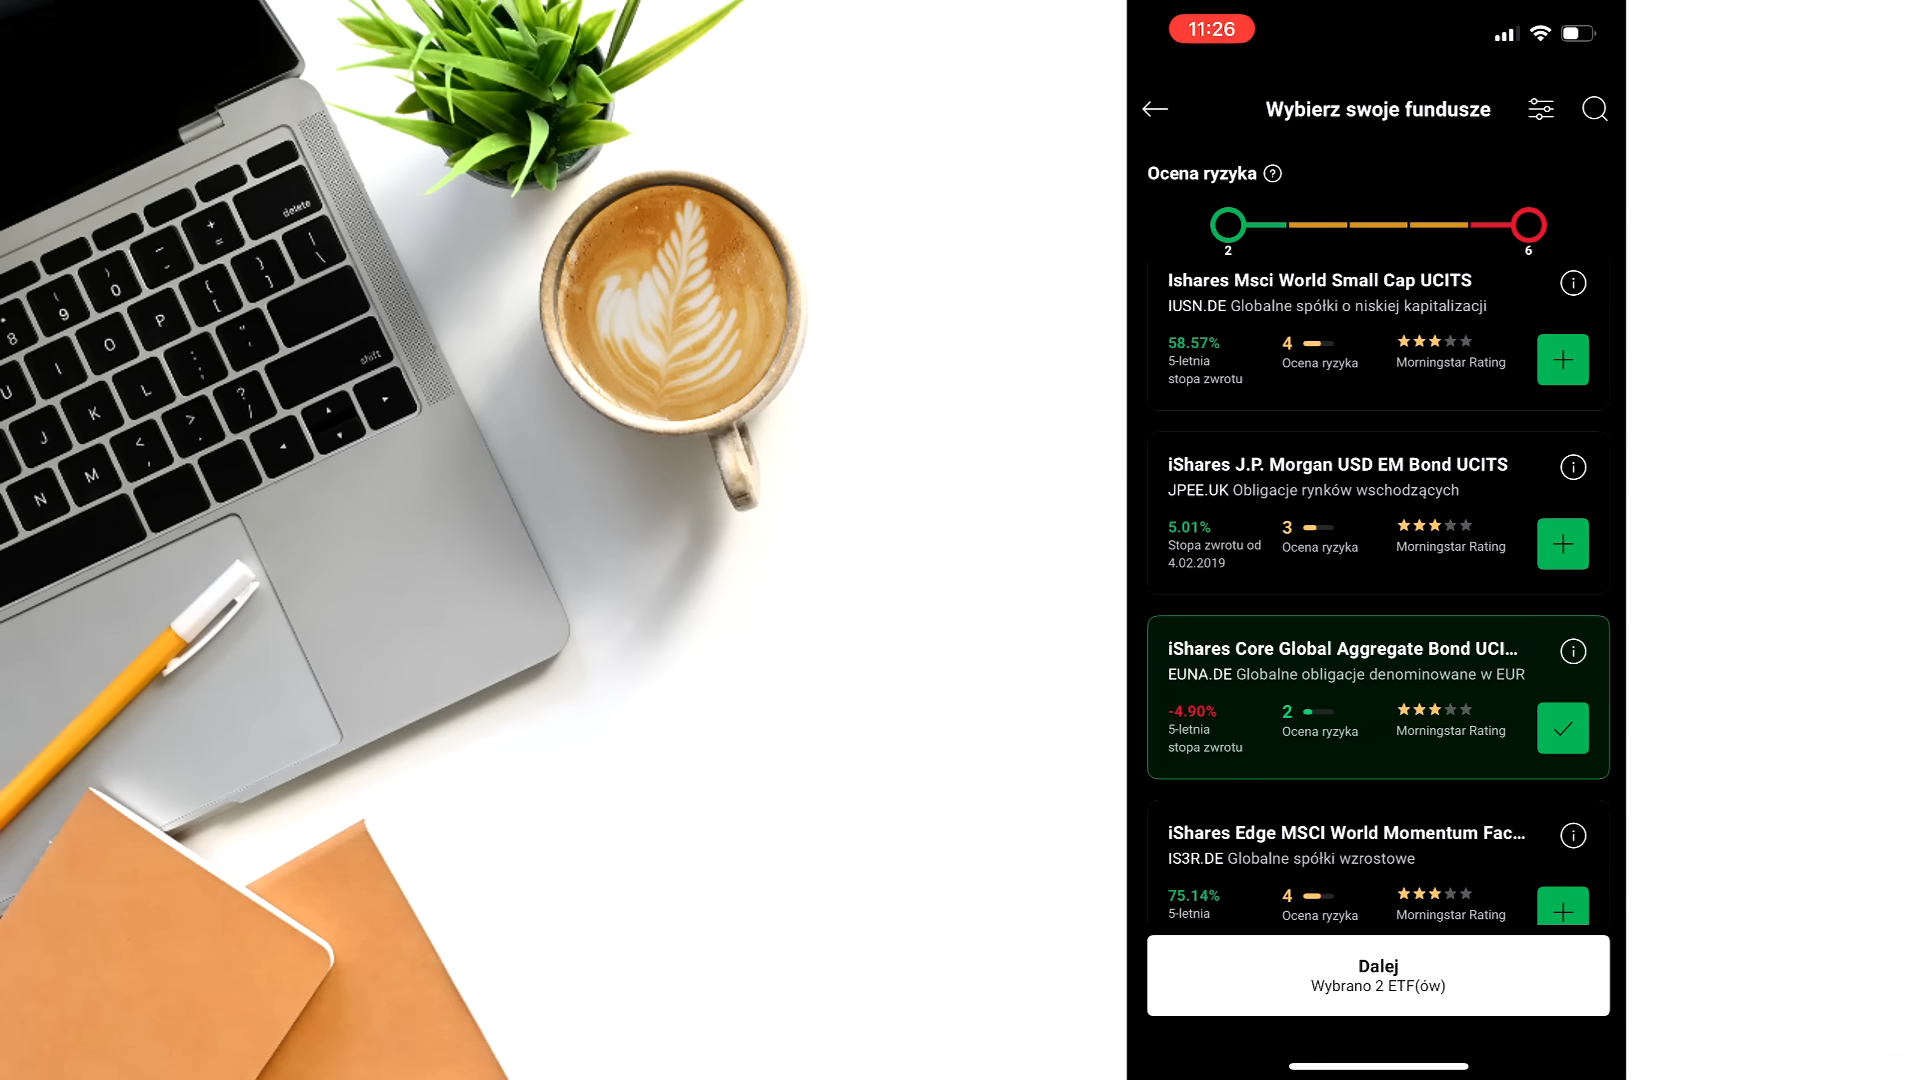 delete
shift
8
9
0
U
I
O
P
J
K
L
N
M
11:26
Wybierz swoje fundusze
Ocena ryzyka ?
2
6
Ishares Msci World Small Cap UCITS
IUSN.DE Globalne spółki o niskiej kapitalizacji
58.57%
5-letnia
stopa zwrotu
4
Ocena ryzyka
Morningstar Rating
iShares J.P. Morgan USD EM Bond UCITS
JPEE.UK Obligacje rynków wschodzących
5.01%
Stopa zwrotu od
4.02.2019
3
Ocena ryzyka
Morningstar Rating
iShares Core Global Aggregate Bond UCI...
EUNA.DE Globalne obligacje denominowane w EUR
-4.90%
5-letnia
stopa zwrotu
2
Ocena ryzyka
Morningstar Rating
iShares Edge MSCI World Momentum Fac...
IS3R.DE Globalne spółki wzrostowe
75.14%
5-letnia
4
Ocena ryzyka
Morningstar Rating
Dalej
Wybrano 2 ETF(ów)